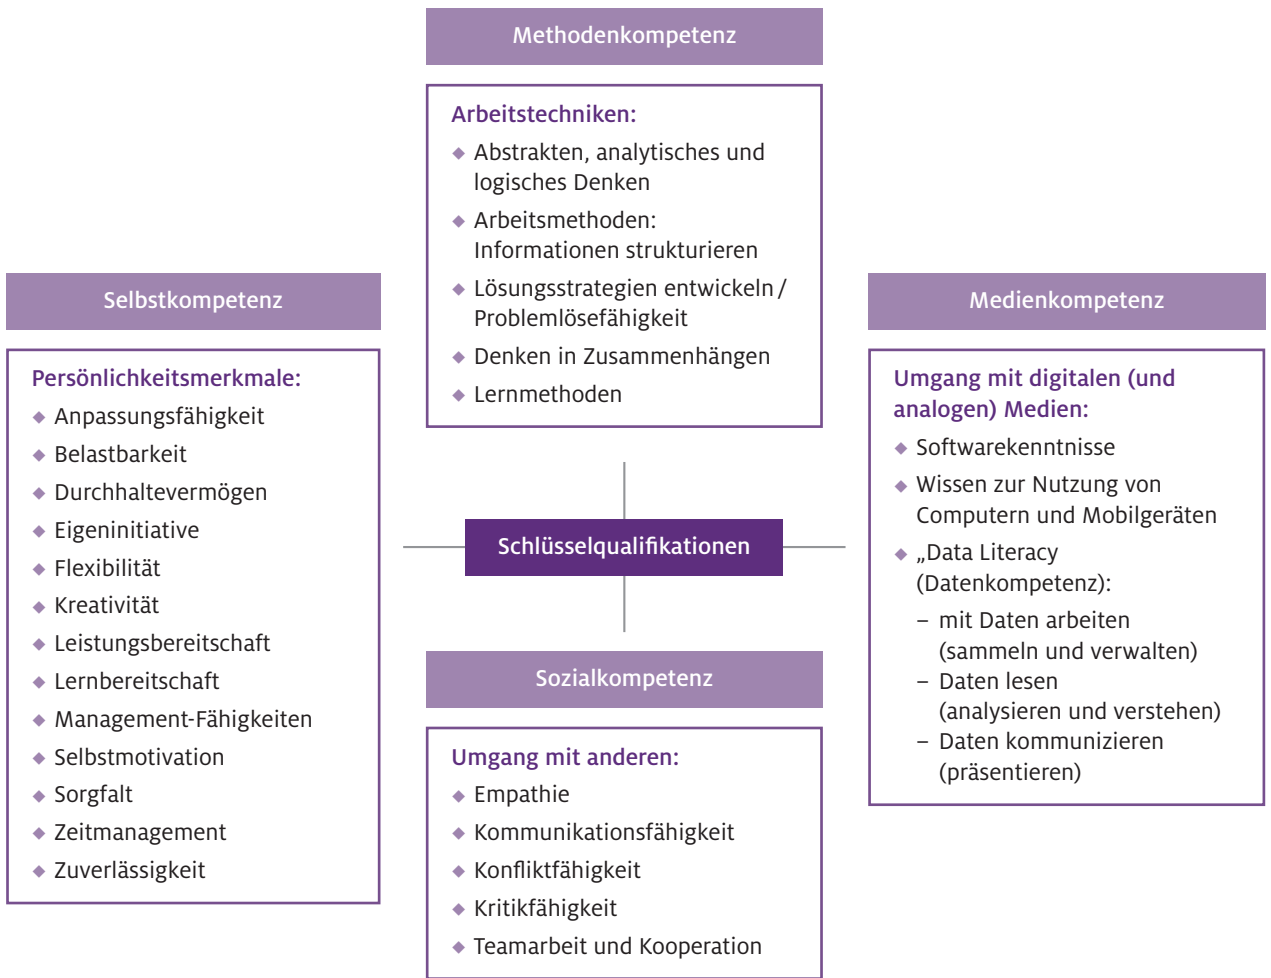 Methodenkompetenz
Arbeitstechniken:
◆ Abstrakten, analytisches und
logisches Denken
◆ Arbeitsmethoden:
Informationen strukturieren
◆ Lösungsstrategien entwickeln /
Problemlösefähigkeit
◆ Denken in Zusammenhängen
◆ Lernmethoden
Selbstkompetenz
Persönlichkeitsmerkmale:
◆ Anpassungsfähigkeit
◆ Belastbarkeit
◆ Durchhaltevermögen
◆ Eigeninitiative
◆ Flexibilität
◆ Kreativität
◆ Leistungsbereitschaft
◆ Lernbereitschaft
◆ Management-Fähigkeiten
◆ Selbstmotivation
◆ Sorgfalt
◆ Zeitmanagement
◆ Zuverlässigkeit
Schlüsselqualifikationen
Medienkompetenz
Umgang mit digitalen (und
analogen) Medien:
◆ Softwarekenntnisse
◆ Wissen zur Nutzung von
Computern und Mobilgeräten
◆ „Data Literacy
(Datenkompetenz):
– mit Daten arbeiten
(sammeln und verwalten)
– Daten lesen
(analysieren und verstehen)
– Daten kommunizieren
(präsentieren)
Sozialkompetenz
Umgang mit anderen:
◆ Empathie
◆ Kommunikationsfähigkeit
◆ Konfliktfähigkeit
◆ Kritikfähigkeit
◆ Teamarbeit und Kooperation